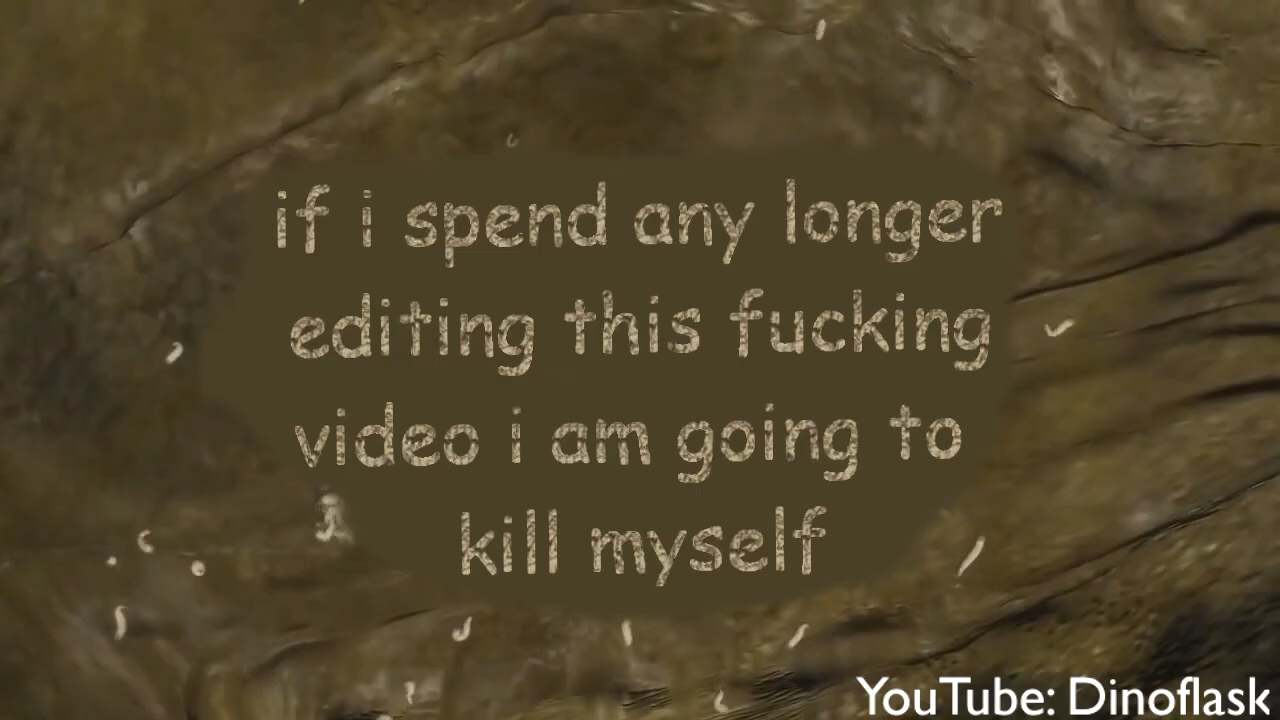 if i spend any longer
editing this fucking
video i am going to
kill myself
YouTube: Dinoflask